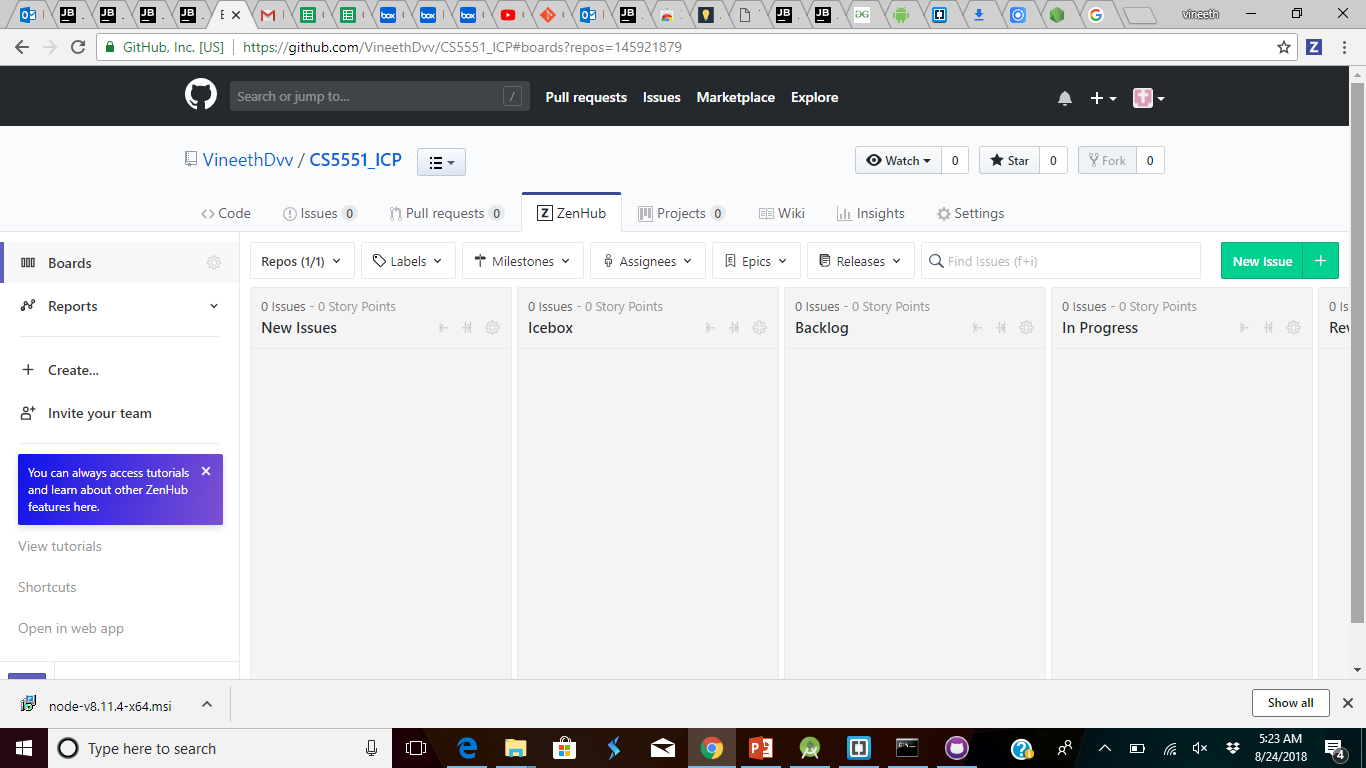 vineeth
GitHub, Inc. [US]
https://github.com/VineethDvv/CS5551_ICP#boards?repos=145921879
Search or jump to...
/
Pull requests
Issues
Marketplace
Explore
VineethDvv / CS5551_ICP
Watch
0
Star
0
Fork
0
Code
Issues 0
Pull requests 0
ZenHub
Projects 0
Wiki
Insights
Settings
Boards
Reports
Create...
Invite your team
You can always access tutorials
and learn about other ZenHub
features here.
View tutorials
Shortcuts
Open in web app
Repos (1/1)
Labels
Milestones
Assignees
Epics
Releases
Find Issues (f+i)
New Issue
0 Issues - 0 Story Points
New Issues
0 Issues - 0 Story Points
Icebox
0 Issues - 0 Story Points
Backlog
0 Issues - 0 Story Points
In Progress
node-v8.11.4-x64.msi
Show all
Type here to search
5:23 AM
8/24/2018
4